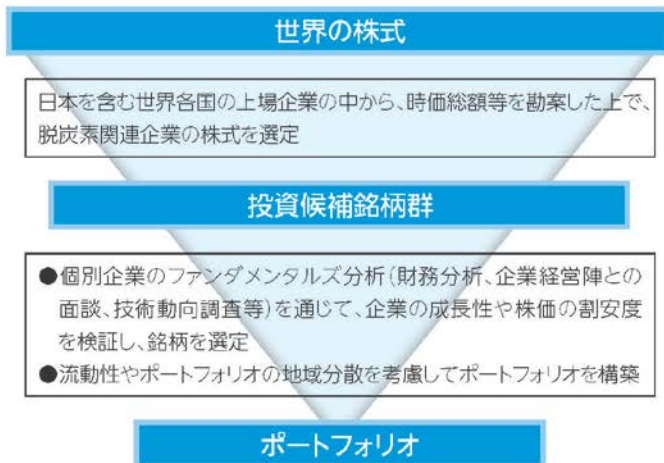 世界の株式
日本を含む世界各国の上場企業の中から、時価総額等を勘案した上で、
脱炭素関連企業の株式を選定
投資候補銘柄群
●個別企業のファンダメンタルズ分析(財務分析、企業経営陣との
面談、技術動向調査等)を通じて、企業の成長性や株価の割安度
を検証し、銘柄を選定
●流動性やポートフォリオの地域分散を考慮してポートフォリオを構築
ポートフォリオ